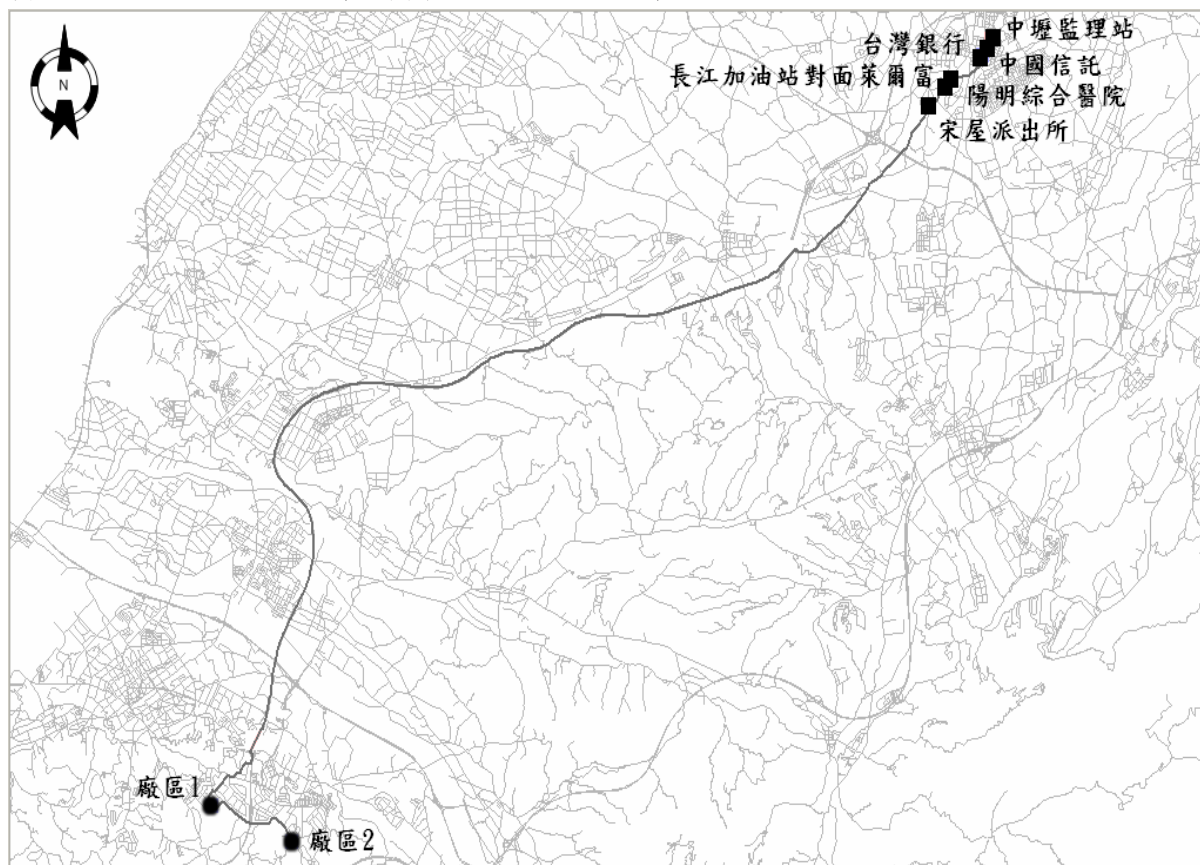 中壢監理站
台灣銀行
中國信託
長江加油站對面萊爾富
陽明綜合醫院
宋屋派出所
N
廠區1
廠區2